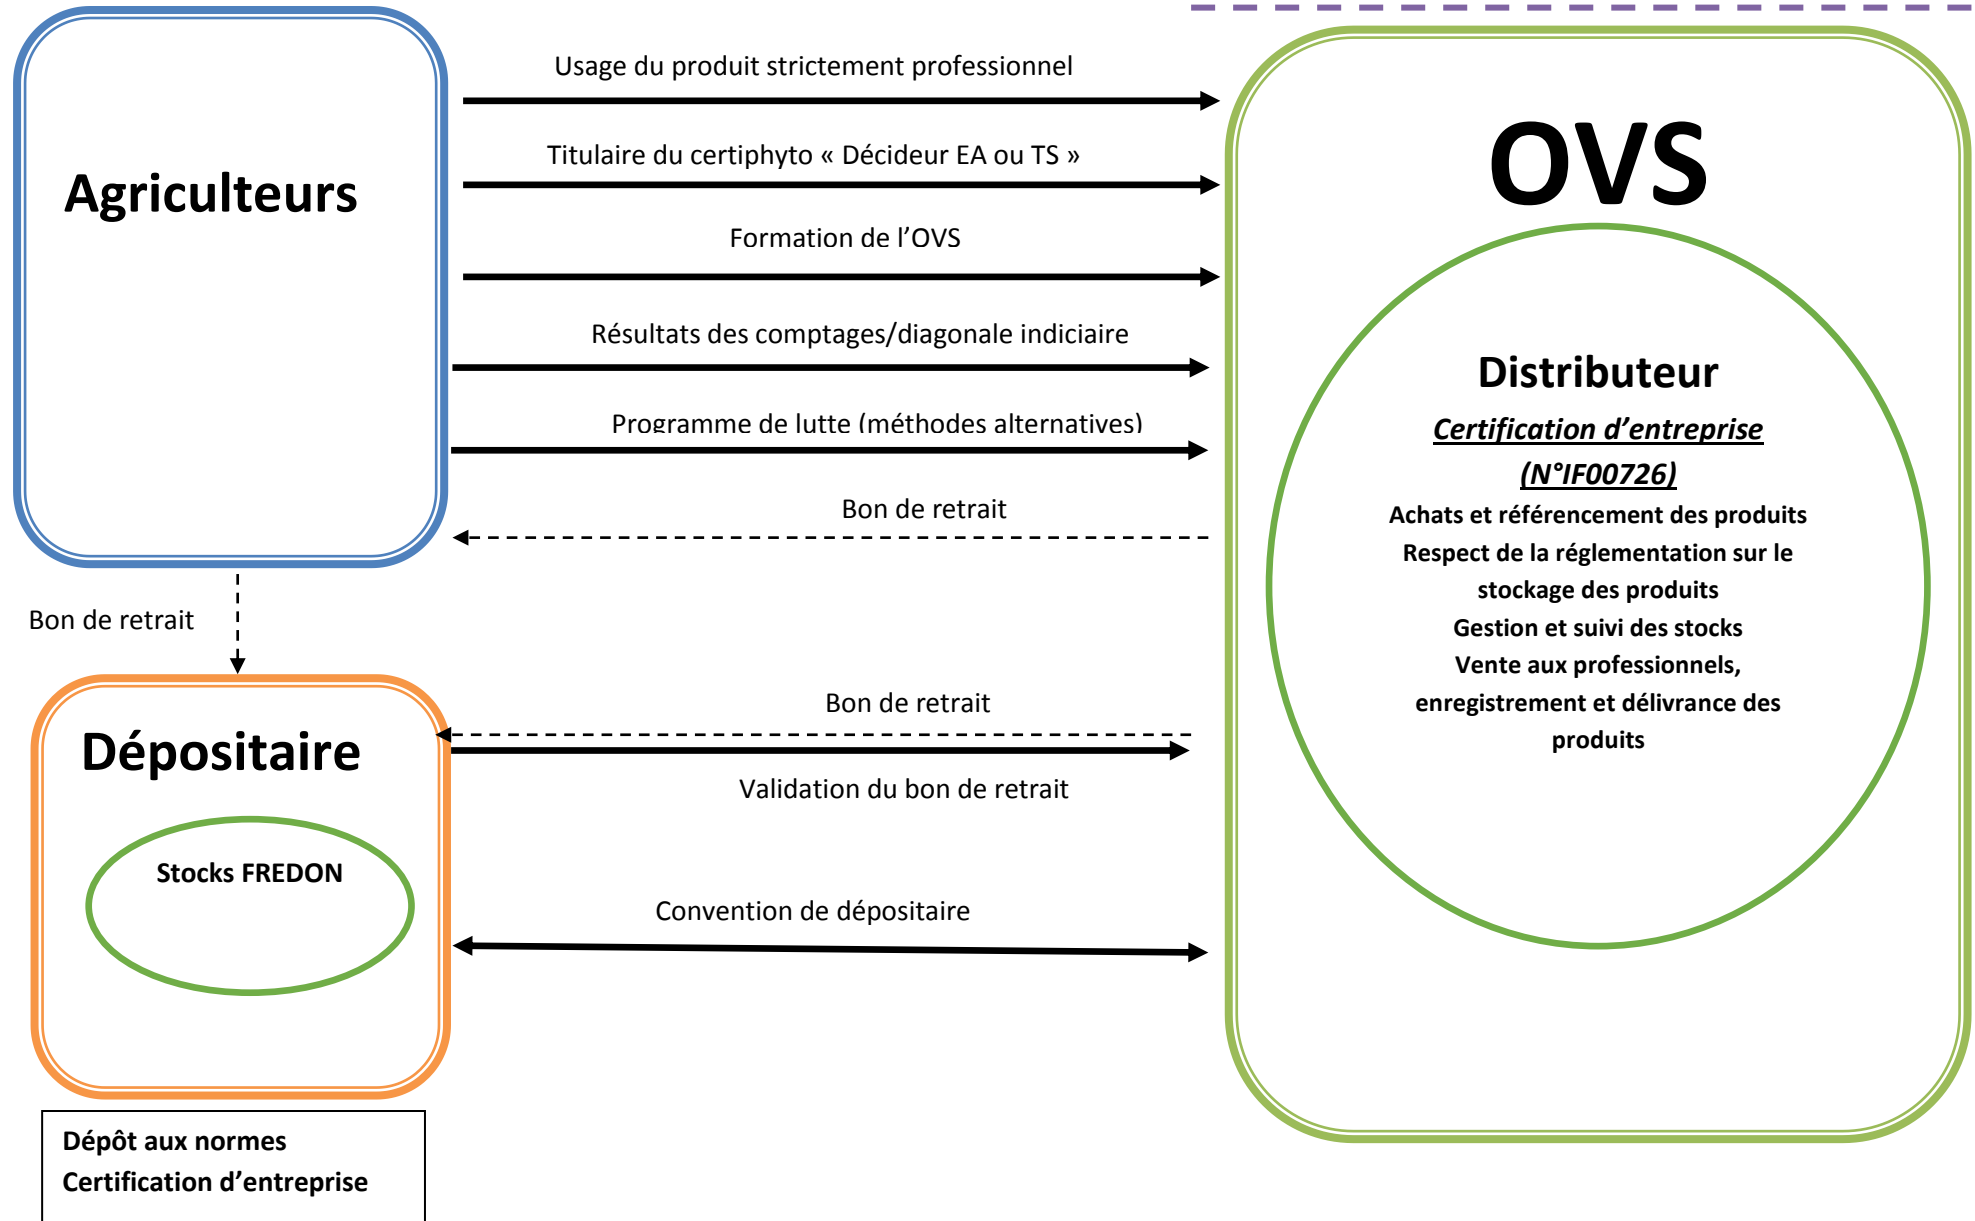 Usage du produit strictement professionnel
Agriculteurs
Titulaire du certiphyto « Décideur EA ou TS »
Formation de l’OVS
Résultats des comptages/diagonale indiciaire
Programme de lutte (méthodes alternatives)
Bon de retrait
OVS
Distributeur
Certification d’entreprise
(N°IF00726)
Achats et référencement des produits
Respect de la réglementation sur le
stockage des produits
Gestion et suivi des stocks
Vente aux professionnels,
enregistrement et délivrance des
produits
Bon de retrait
Dépositaire
Stocks FREDON
Bon de retrait
Validation du bon de retrait
Convention de dépositaire
Dépôt aux normes
Certification d’entreprise